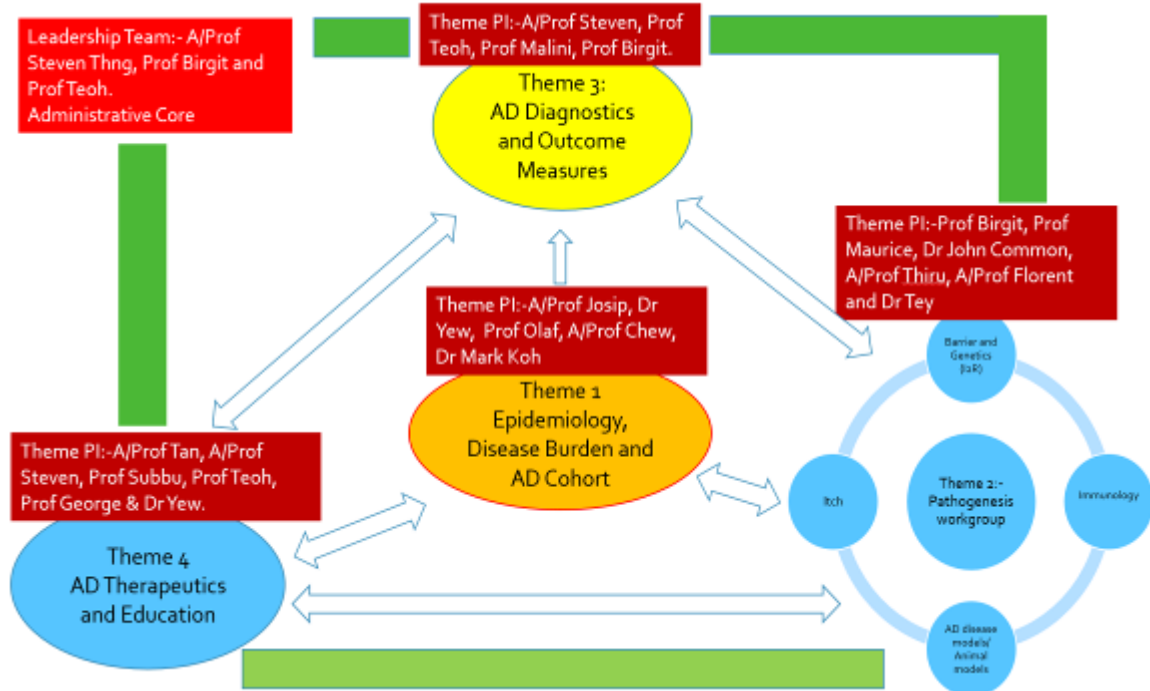 Leadership Team:- A/Prof
Steven Thng, Prof Birgit and
Prof Teoh.
Administrative Core
Theme PI:-A/Prof Steven, Prof
Teoh, Prof Malini, Prof Birgit.
Theme 3:
AD Diagnostics
and Outcome
Measures
Theme PI:-Prof Birgit, Prof
Maurice, Dr John Common,
A/Prof Thiru, A/Prof Florent
and Dr Tey
Theme PI:-A/Prof Josip, Dr
Yew, Prof Olaf, A/Prof Chew,
Dr Mark Koh
Theme 1
Epidemiology,
Disease Burden and
AD Cohort
Barrier and
Genetics
(I2R)
Itch
Theme 2:-
Pathogenesis
workgroup
Immunology
AD disease
models/
Animal
models
Theme PI:-A/Prof Tan, A/Prof
Steven, Prof Subbu, Prof Teoh,
Prof George & Dr Yew.
Theme 4
AD Therapeutics
and Education